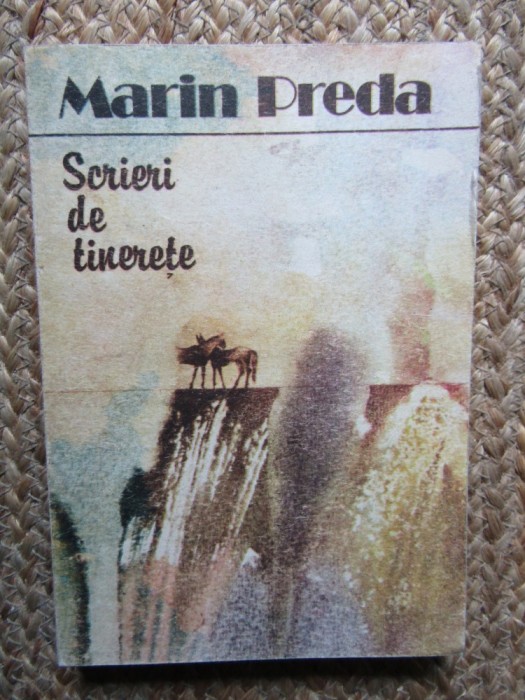 Marin Preda
Scrieri
de
tinerețe